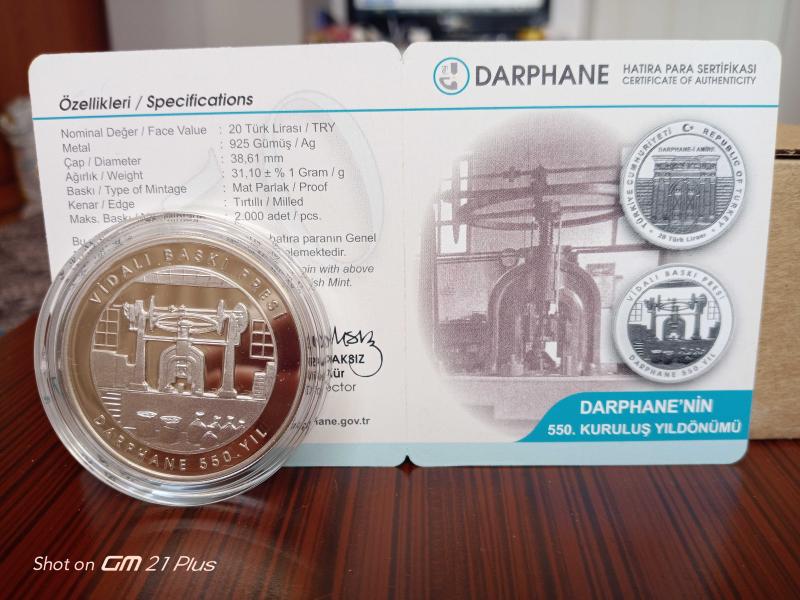 Özellikleri / Specifications
Nominal Değer / Face Value : 20 Türk Lirası / TRY
Metal : 925 Gümüş / Ag
Çap / Diameter : 38,61 mm
Ağırlık / Weight : 31,10 ± % 1 Gram / g
Baskı / Type of Mintage : Mat Parlak / Proof
Kenar / Edge : Tırtıllı / Milled
Maks. Baskı : 2.000 adet / pcs.
hatıra paranın Genel
with above
Mint.
VİDALI BASKI PRESİ
DARPHANE 550. YIL
DARPHANE
HATIRA PARA SERTİFİKASI
CERTIFICATE OF AUTHENTICITY
TÜRKİYE CUMHURİYETİ REPUBLIC OF TURKEY
DARPHANE-İ AMİRE
20 Türk Lirası
VİDALI BASKI PRESİ
DARPHANE 550. YIL
DARPHANE'NİN
550. KURULUŞ YILDÖNÜMÜ
Shot on GM 21 Plus